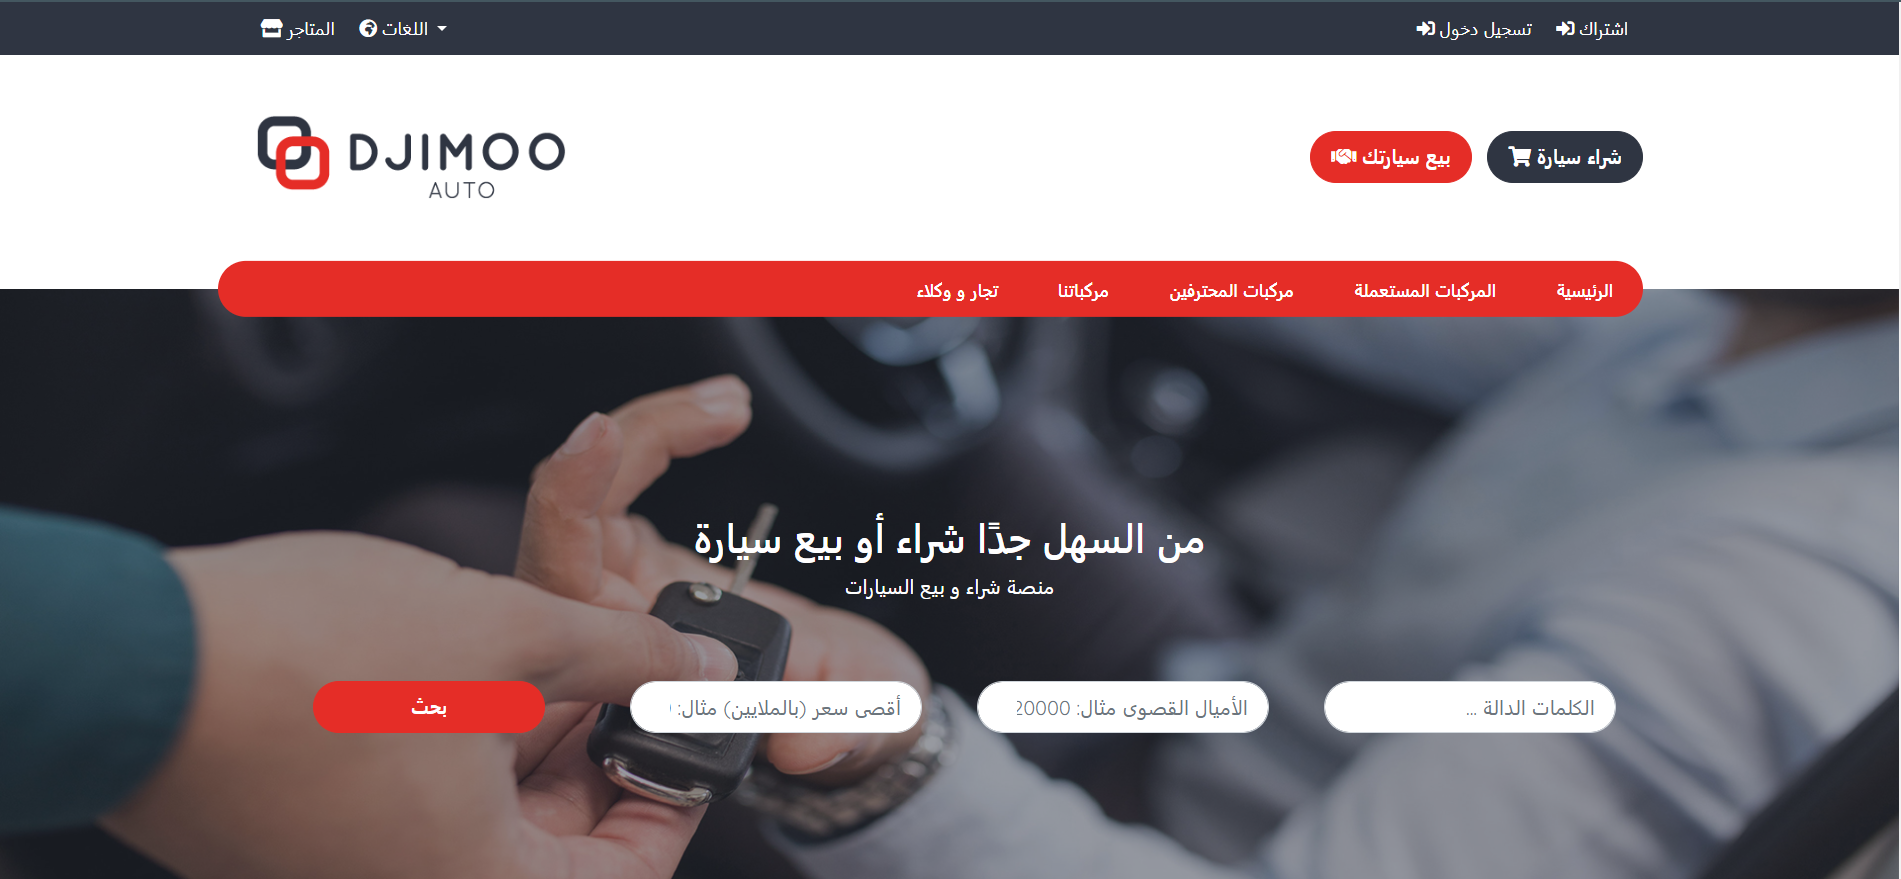 اشتراك
تسجيل دخول
اللغات
المتاجر
شراء سيارة
بيع سيارتك
DJIMOO
AUTO
الرئيسية
المركبات المستعملة
مركبات المحترفين
مركباتنا
تجار و وكلاء
من السهل جدًا شراء أو بيع سيارة
منصة شراء و بيع السيارات
الكلمات الدالة ...
الأميال القصوى مثال: 20000
أقصى سعر (بالملايين) مثال:
بحث